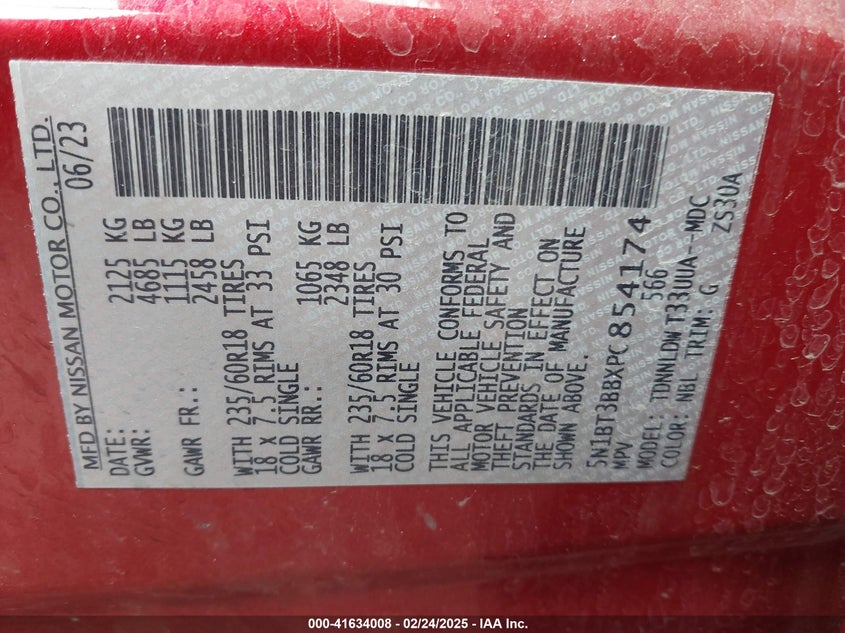 MFD BY NISSAN MOTOR CO., LTD.
DATE: 06/23
GVWR: 2125 KG
4685 LB
GAWR FR.: 1115 KG
2458 LB
WITH 235/60R18 TIRES
18 X 7.5 RIMS AT 33 PSI
COLD SINGLE
GAWR RR.: 1065 KG
2348 LB
WITH 235/60R18 TIRES
18 X 7.5 RIMS AT 30 PSI
COLD SINGLE
THIS VEHICLE CONFORMS TO
ALL APPLICABLE FEDERAL
MOTOR VEHICLE SAFETY AND
THEFT PREVENTION
STANDARDS IN EFFECT ON
THE DATE OF MANUFACTURE
SHOWN ABOVE.
5N1BT3BBXPC854174
MPV 566
MODEL: TDNNLDWT33UUA--MDC
COLOR: NBL TRIM: G ZS30A
000-41634008 - 02/24/2025 - IAA Inc.